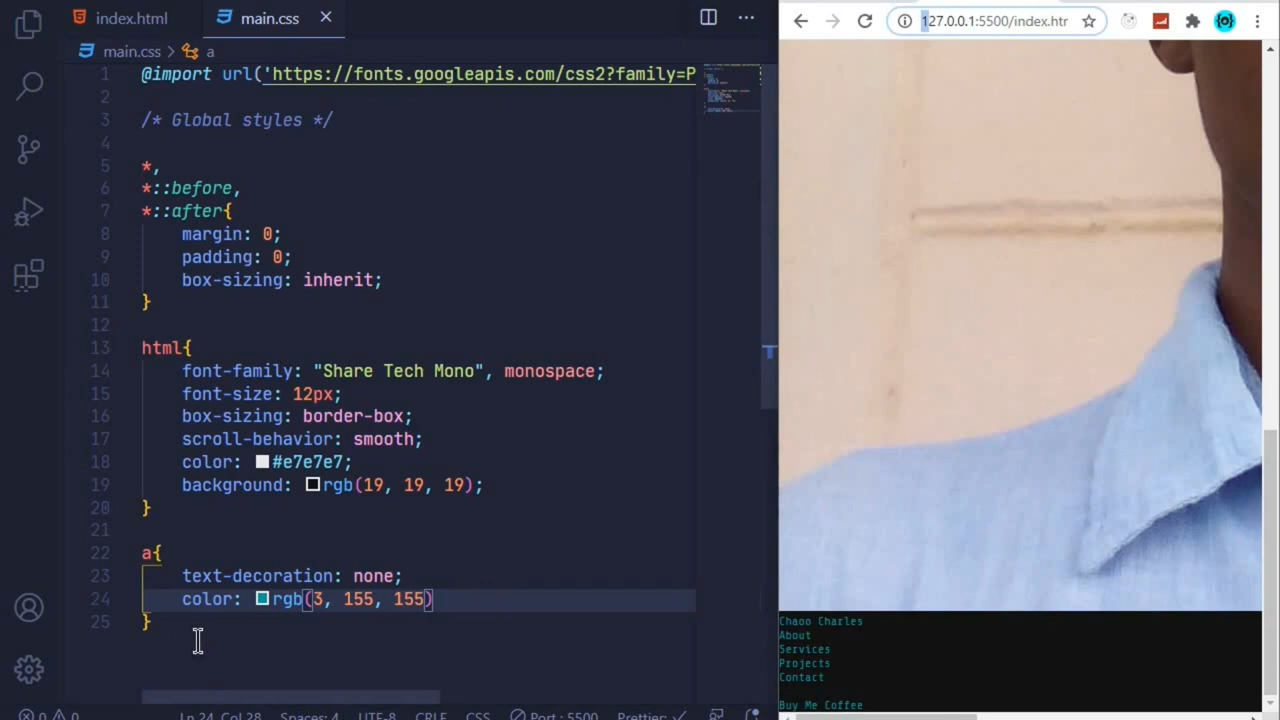 index.html
main.css
127.0.0.1:5500/index.htr
main.css > a
1 @import url('https://fonts.googleapis.com/css2?family=P
2
3 /* Global styles */
4
5 *,
6 *::before,
7 *::after{
8 margin: 0;
9 padding: 0;
10 box-sizing: inherit;
11 }
12
13 html{
14 font-family: "Share Tech Mono", monospace;
15 font-size: 12px;
16 box-sizing: border-box;
17 scroll-behavior: smooth;
18 color: #e7e7e7;
19 background: rgb(19, 19, 19);
20 }
21
22 a{
23 text-decoration: none;
24 color: rgb(3, 155, 155)
25 }
Chaoo Charles
About
Services
Projects
Contact
Buy Me Coffee
0 0 Ln 24, Col 28 Spaces: 4 UTF-8 CRLF CSS Port : 5500 Prettier: